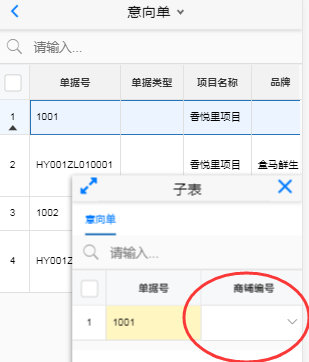 意向单
请输入...
单据号 单据类型 项目名称 品牌
1 1001 香悦里项目
2 HY001ZL010001 香悦里项目 盒马鲜生
3 1002
4 HY001Z
子表
意向单
请输入...
单据号 商铺编号
1 1001